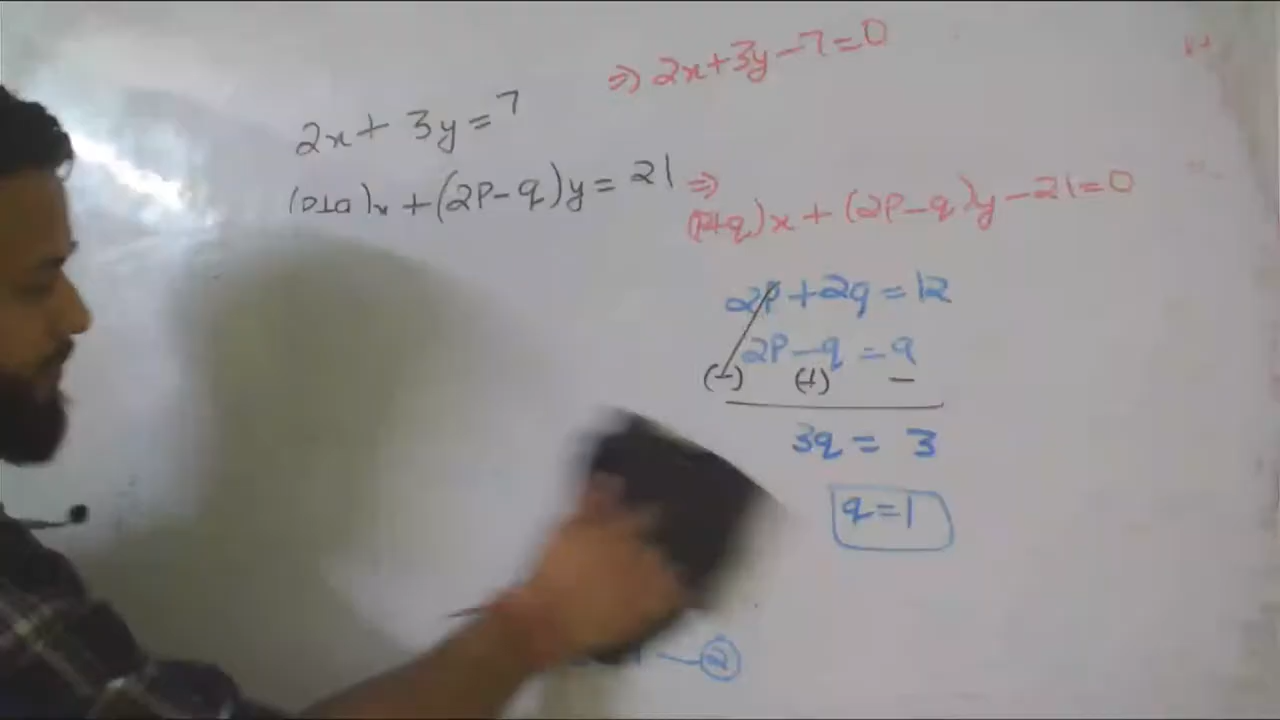 ⇒ 2x+3y-7=0
2x+ 3y=7
(p+q)x +(2P-q)y= 21 ⇒
(P+q)x + (2P-q)y-21=0
2P+2q=12
2P-q=9
(-) (+) -
3q= 3
q=1
②